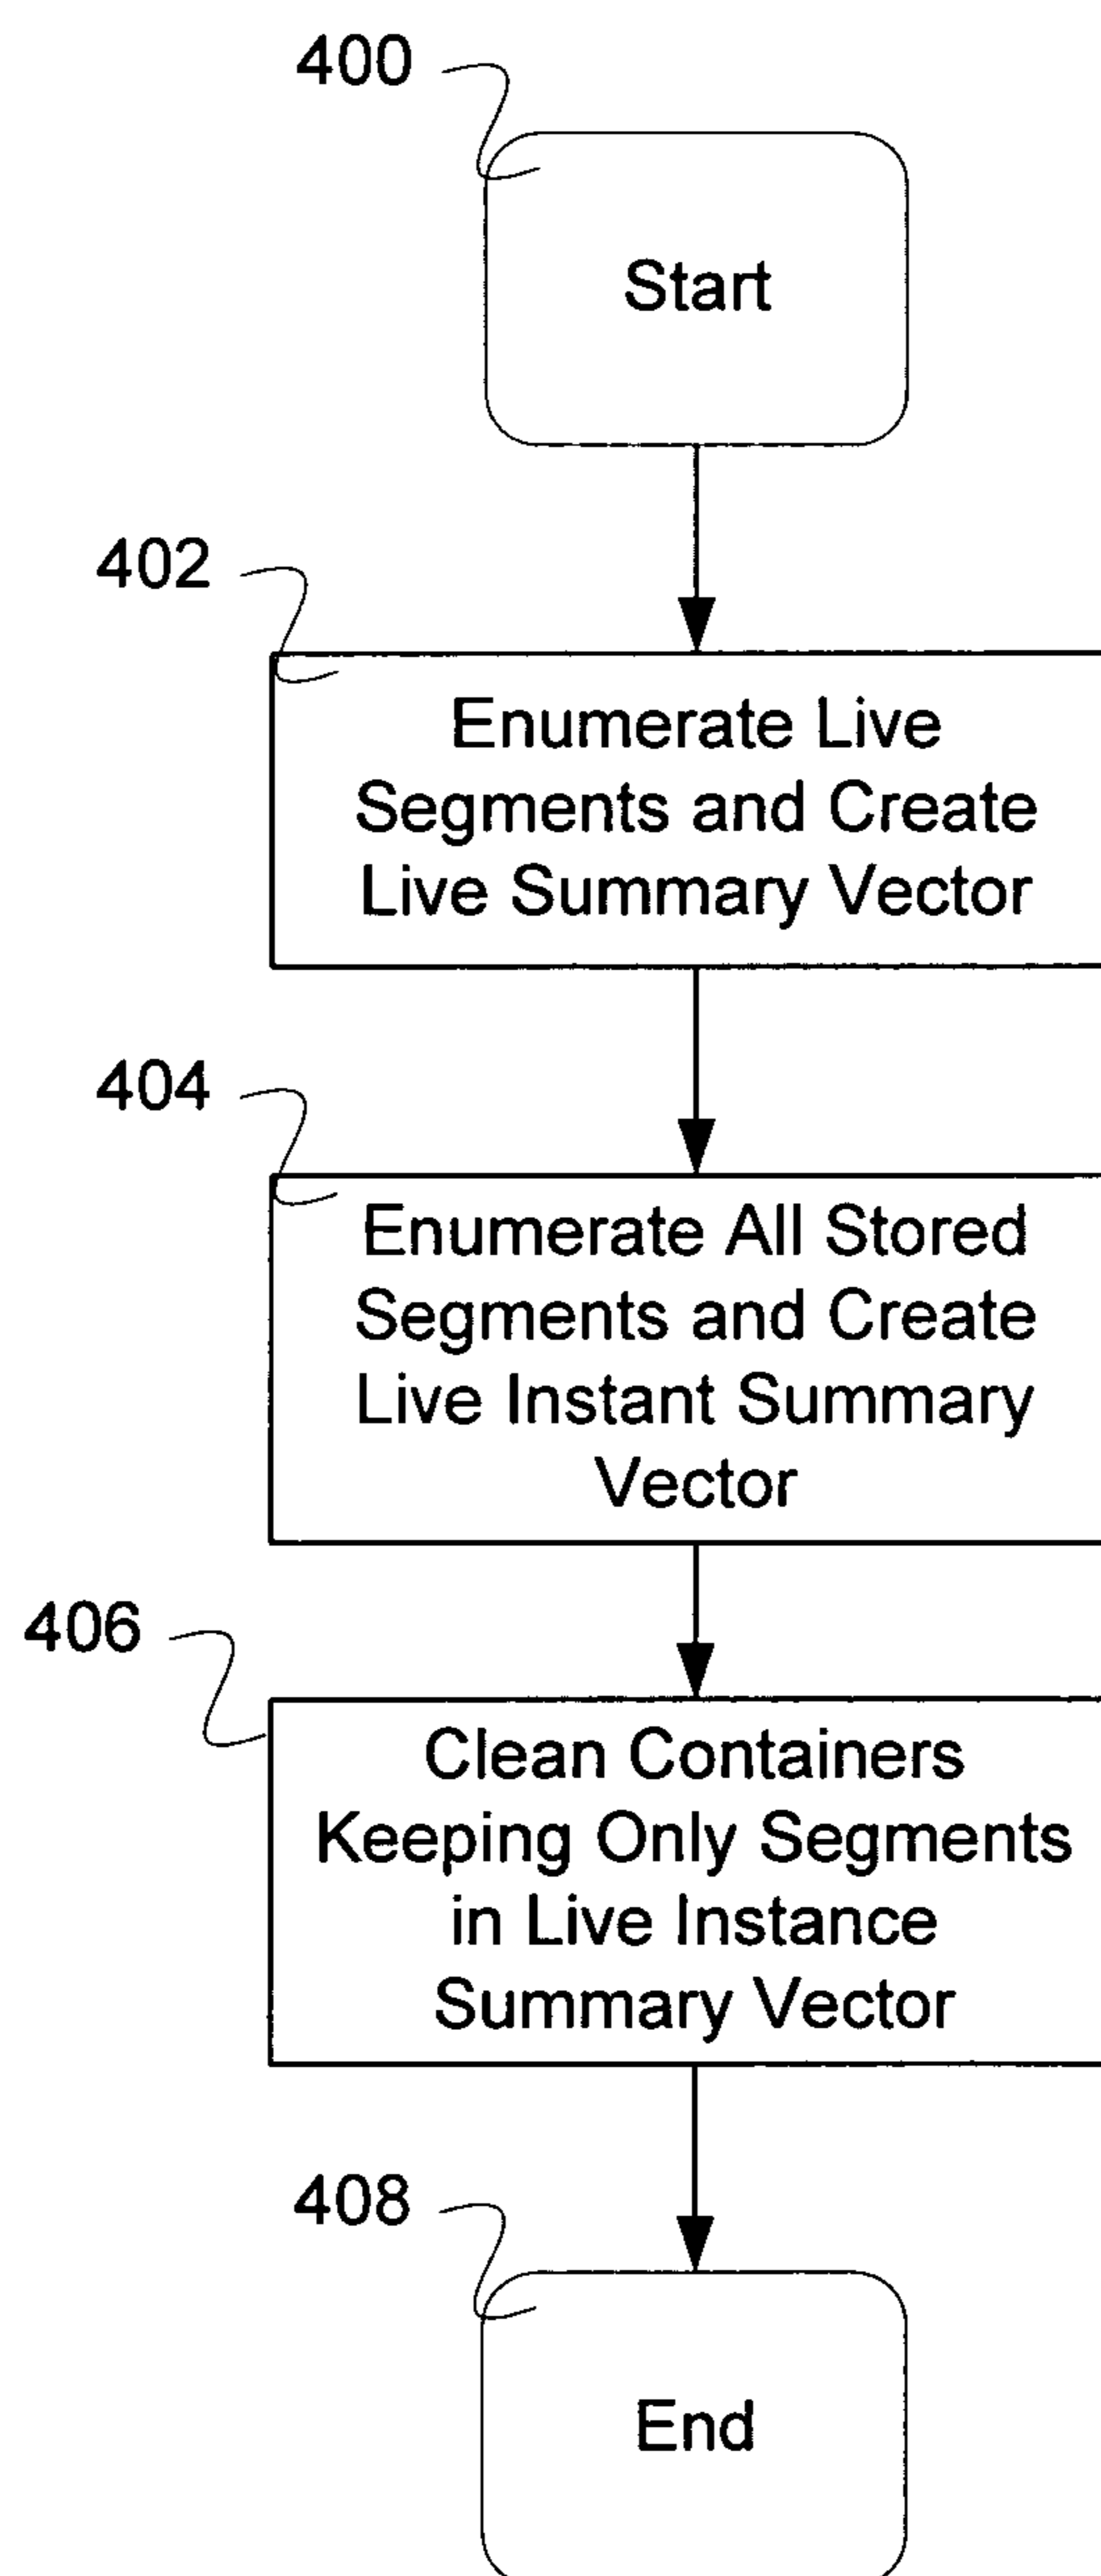 400
Start
402
Enumerate Live
Segments and Create
Live Summary Vector
404
Enumerate All Stored
Segments and Create
Live Instant Summary
Vector
406
Clean Containers
Keeping Only Segments
in Live Instance
Summary Vector
408
End